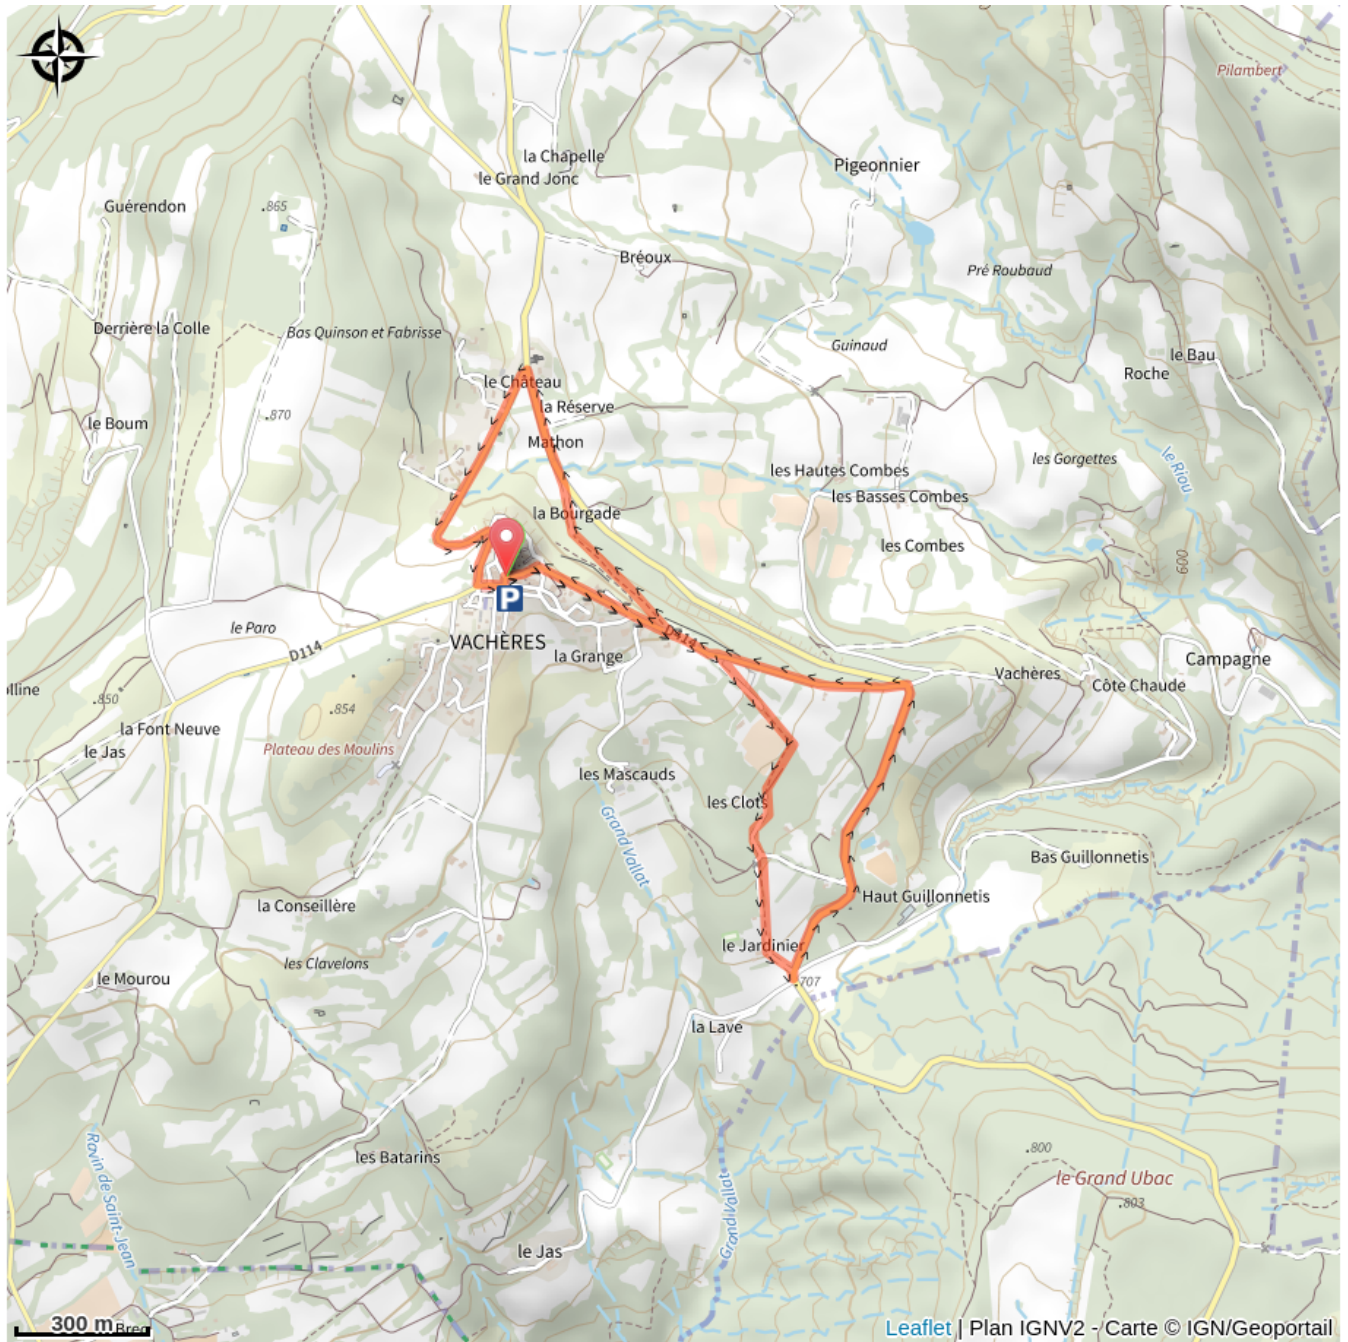 Pilambert
la Chapelle
le Grand Jonc
Pigeonnier
Guérendon
.865
Bréoux
Pré Roubaud
Derrière la Colle
Bas Quinson et Fabrisse
Guinaud
le Bau
Roche
le Château
la Réserve
.870
le Boum
Mathon
les Gorgettes
le Riou
les Hautes Combes
les Basses Combes
la Bourgade
les Combes
600
P
le Paro
D114
VACHÈRES
D114
la Grange
Campagne
Vachères
Côte Chaude
.850
.854
la Font Neuve
le Jas
Plateau des Moulins
les Mascauds
les Clots
Grand Vallat
Bas Guillonnetis
Haut Guillonnetis
la Conseillère
le Jardinier
les Clavelons
le Mourou
707
la Lave
Ravin de Saint-Jean
les Batarins
.800
le Grand Ubac
.803
Grand Vallat
le Jas
300 m
Leaflet | Plan IGNV2 - Carte © IGN/Geoportail